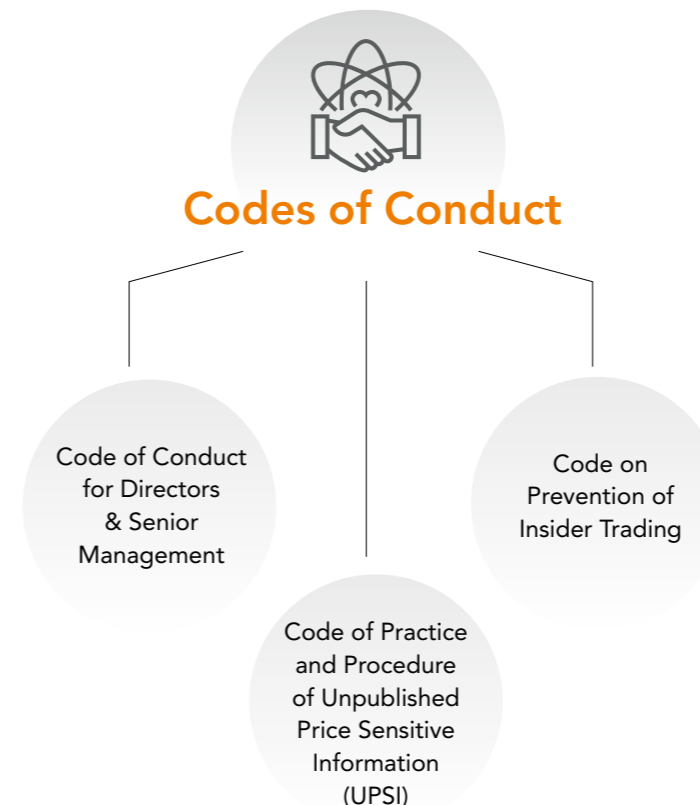 Codes of Conduct
Code of Conduct
for Directors
& Senior
Management
Code of Practice
and Procedure
of Unpublished
Price Sensitive
Information
(UPSI)
Code on
Prevention of
Insider Trading